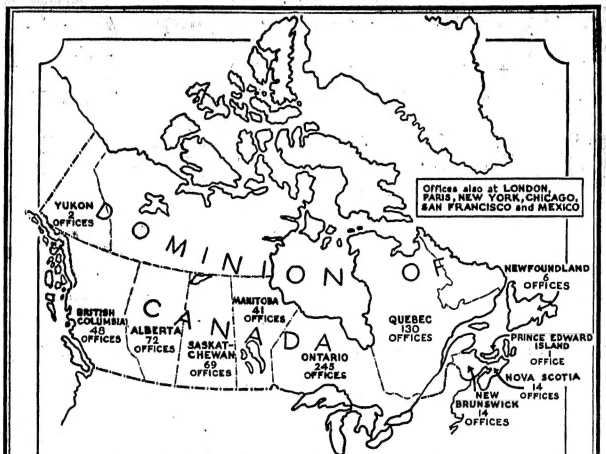 Offices also at LONDON,
PARIS, NEW YORK, CHICAGO,
SAN FRANCISCO and MEXICO
YUKON
2
OFFICES
DOMINION OF
CANADA
NEWFOUNDLAND
6
OFFICES
BRITISH
COLUMBIA
48
OFFICES
ALBERTA
72
OFFICES
SASKAT-
CHEWAN
69
OFFICES
MANITOBA
41
OFFICES
ONTARIO
245
OFFICES
QUEBEC
130
OFFICES
PRINCE EDWARD
ISLAND
1
OFFICE
NOVA SCOTIA
14
OFFICES
NEW
BRUNSWICK
14
OFFICES